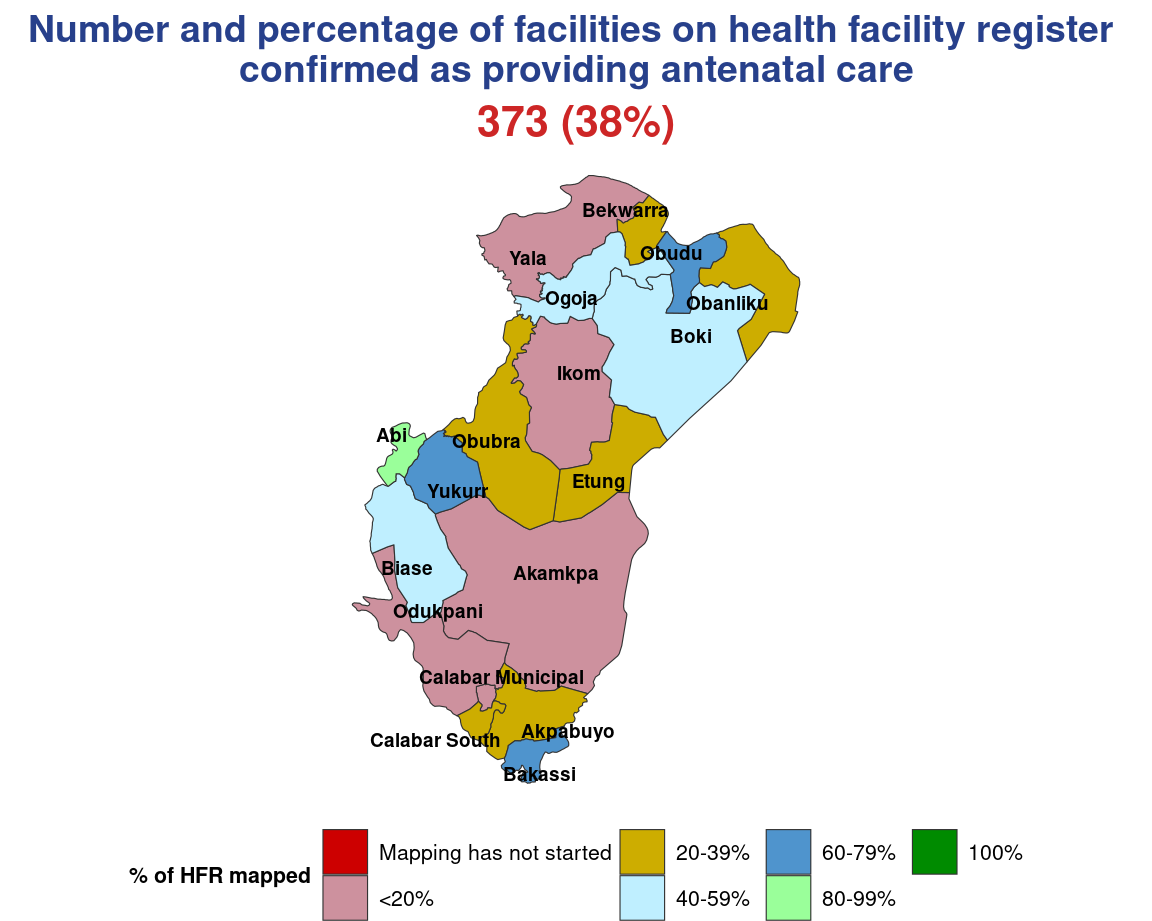 Number and percentage of facilities on health facility register
confirmed as providing antenatal care
373 (38%)
Bekwarra
Obudu
Yala
Ogoja
Obanliku
Boki
Ikom
Abi
Obubra
Etung
Yukurr
Biase
Akamkpa
Odukpani
Calabar Municipal
Akpabuyo
Calabar South
Bakassi
% of HFR mapped
Mapping has not started
<20%
20-39%
40-59%
60-79%
80-99%
100%